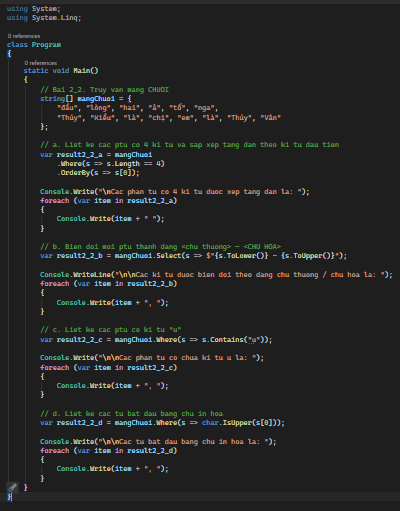 using System;
using System.Linq;
0 references
class Program
{
0 references
static void Main()
{
// Bai 2_2. Truy van mang CHUOI
string[] mangChuoi = {
"đầu", "lòng", "hai", "ả", "tố", "nga",
"Thúy", "Kiều", "là", "chị", "em", "là", "Thúy", "Vân"
};
// a. Liet ke cac ptu co 4 ki tu va sap xep tang dan theo ki tu dau tien
var result2_2_a = mangChuoi
.Where(s => s.Length == 4)
.OrderBy(s => s[0]);
Console.Write("\nCac phan tu co 4 ki tu duoc xep tang dan la: ");
foreach (var item in result2_2_a)
{
Console.Write(item + " ");
}
// b. Bien doi moi ptu thanh dang <chu thuong> - <CHU HOA>
var result2_2_b = mangChuoi.Select(s => $"{s.ToLower()} - {s.ToUpper()}");
Console.WriteLine("\n\nCac ki tu duoc bien doi theo dang chu thuong / chu hoa la: ");
foreach (var item in result2_2_b)
{
Console.Write(item + ", ");
}
// c. Liet ke cac ptu co ki tu "u"
var result2_2_c = mangChuoi.Where(s => s.Contains("u"));
Console.Write("\n\nCac phan tu co chua ki tu u la: ");
foreach (var item in result2_2_c)
{
Console.Write(item + ", ");
}
// d. Liet ke cac tu bat dau bang chu in hoa
var result2_2_d = mangChuoi.Where(s => char.IsUpper(s[0]));
Console.Write("\n\nCac tu bat dau bang chu in hoa la: ");
foreach (var item in result2_2_d)
{
Console.Write(item + ", ");
}
}
}